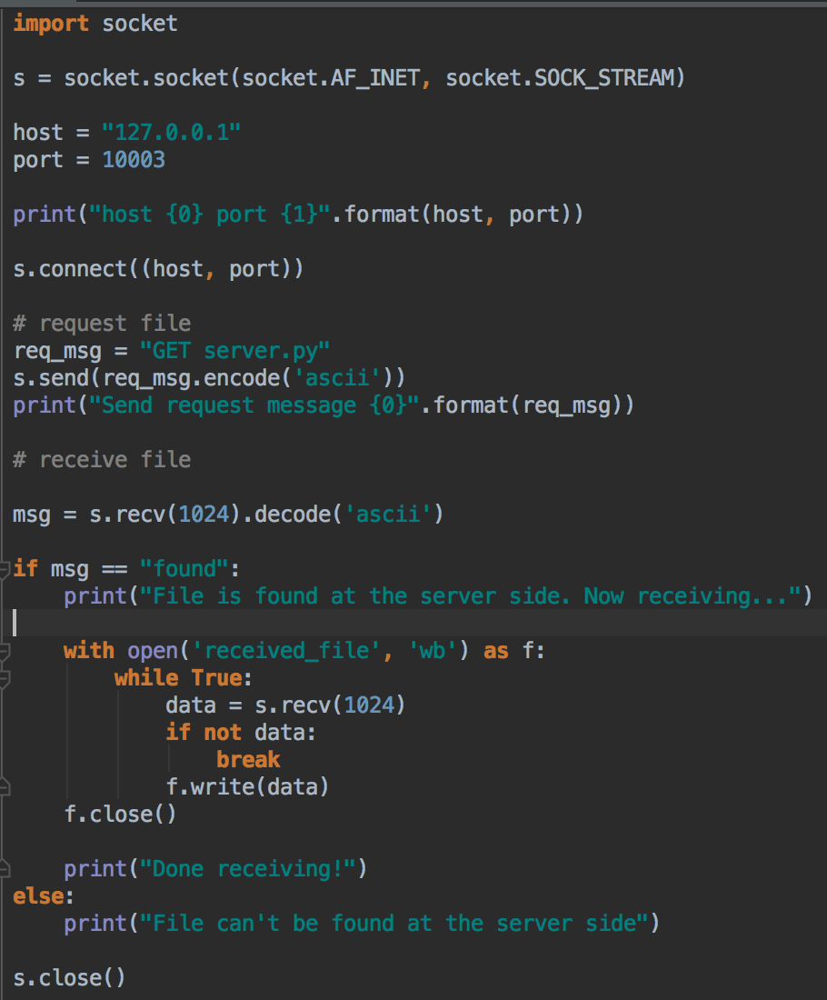 import socket

s = socket.socket(socket.AF_INET, socket.SOCK_STREAM)

host = "127.0.0.1"
port = 10003

print("host {0} port {1}".format(host, port))

s.connect((host, port))

# request file
req_msg = "GET server.py"
s.send(req_msg.encode('ascii'))
print("Send request message {0}".format(req_msg))

# receive file

msg = s.recv(1024).decode('ascii')

if msg == "found":
    print("File is found at the server side. Now receiving...")

    with open('received_file', 'wb') as f:
        while True:
            data = s.recv(1024)
            if not data:
                break
            f.write(data)
    f.close()

    print("Done receiving!")
else:
    print("File can't be found at the server side")

s.close()